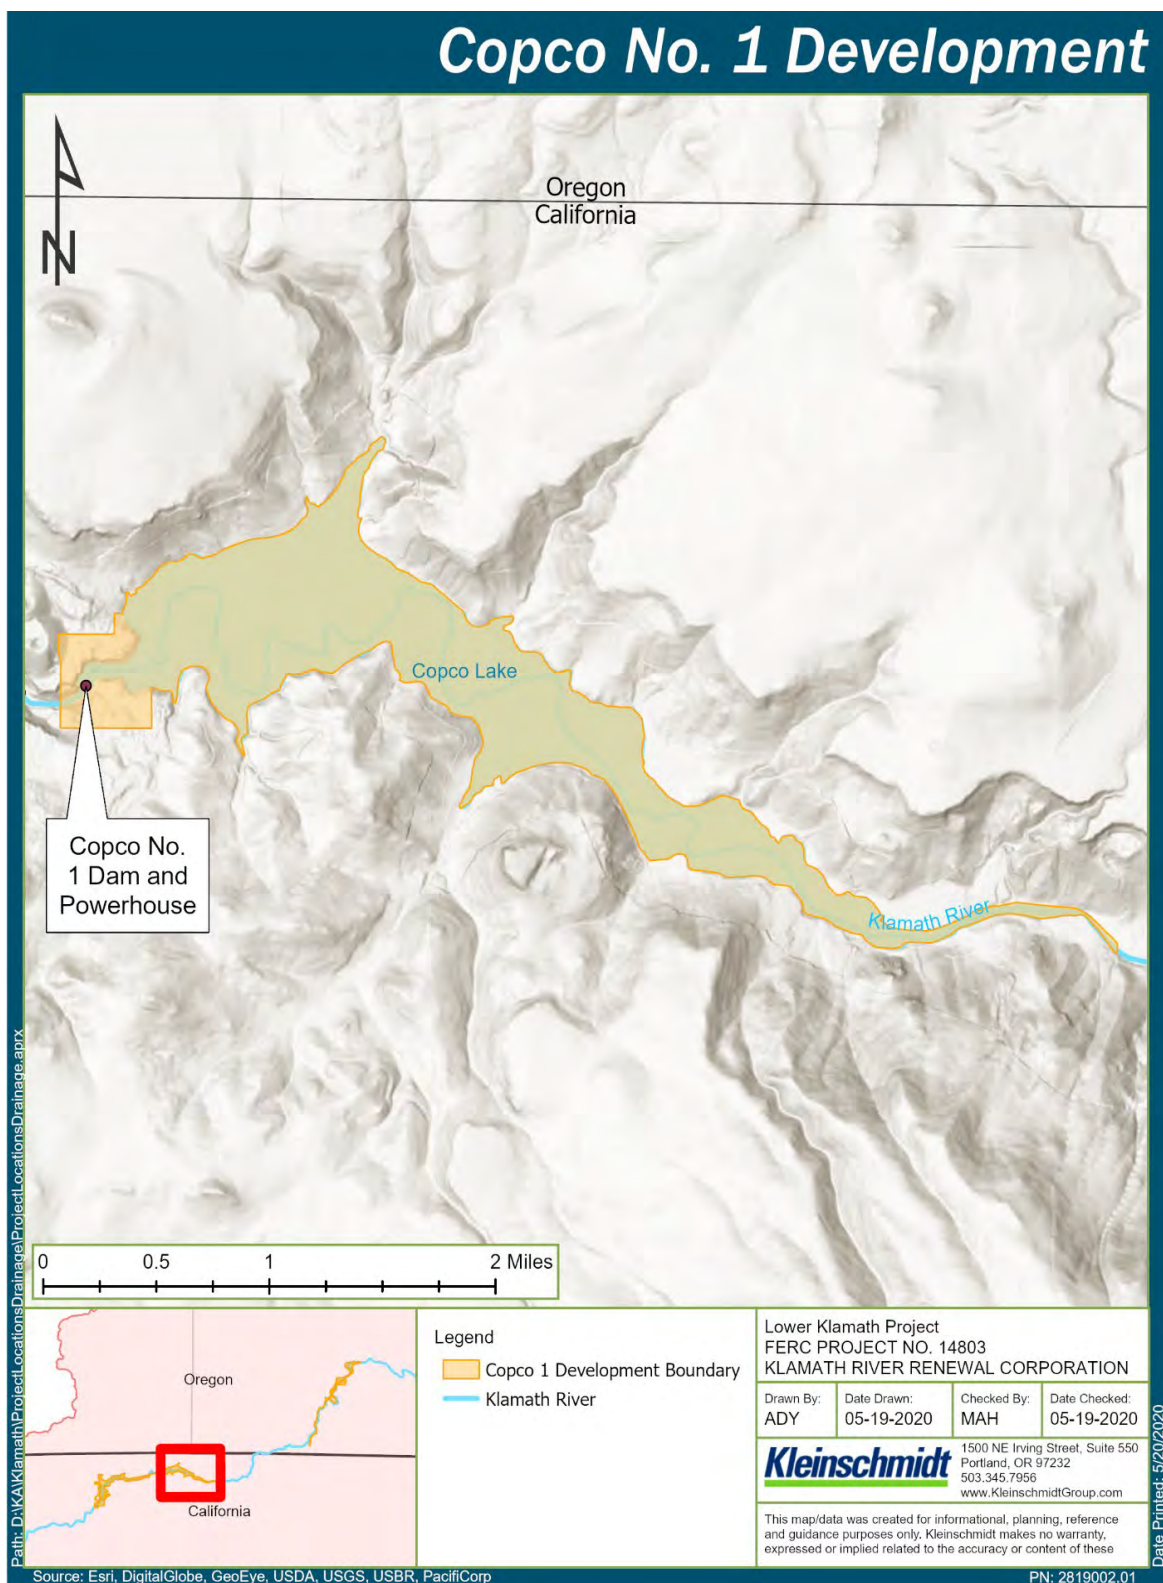 Copco No. 1 Development
Oregon
California
N
Copco Lake
Copco No.
1 Dam and
Powerhouse
Klamath River
0 0.5 1 2 Miles
Oregon
California
Legend
Copco 1 Development Boundary
Klamath River
Lower Klamath Project
FERC PROJECT NO. 14803
KLAMATH RIVER RENEWAL CORPORATION
Drawn By:
ADY
Date Drawn:
05-19-2020
Checked By:
MAH
Date Checked:
05-19-2020
Kleinschmidt
1500 NE Irving Street, Suite 550
Portland, OR 97232
503.345.7956
www.KleinschmidtGroup.com
This map/data was created for informational, planning, reference
and guidance purposes only. Kleinschmidt makes no warranty,
expressed or implied related to the accuracy or content of these
Path: D:\KA\Klamath\ProjectLocationsDrainage\ProjectLocationsDrainage.aprx
Date Printed: 5/20/2020
Source: Esri, DigitalGlobe, GeoEye, USDA, USGS, USBR, PacifiCorp
PN: 2819002.01